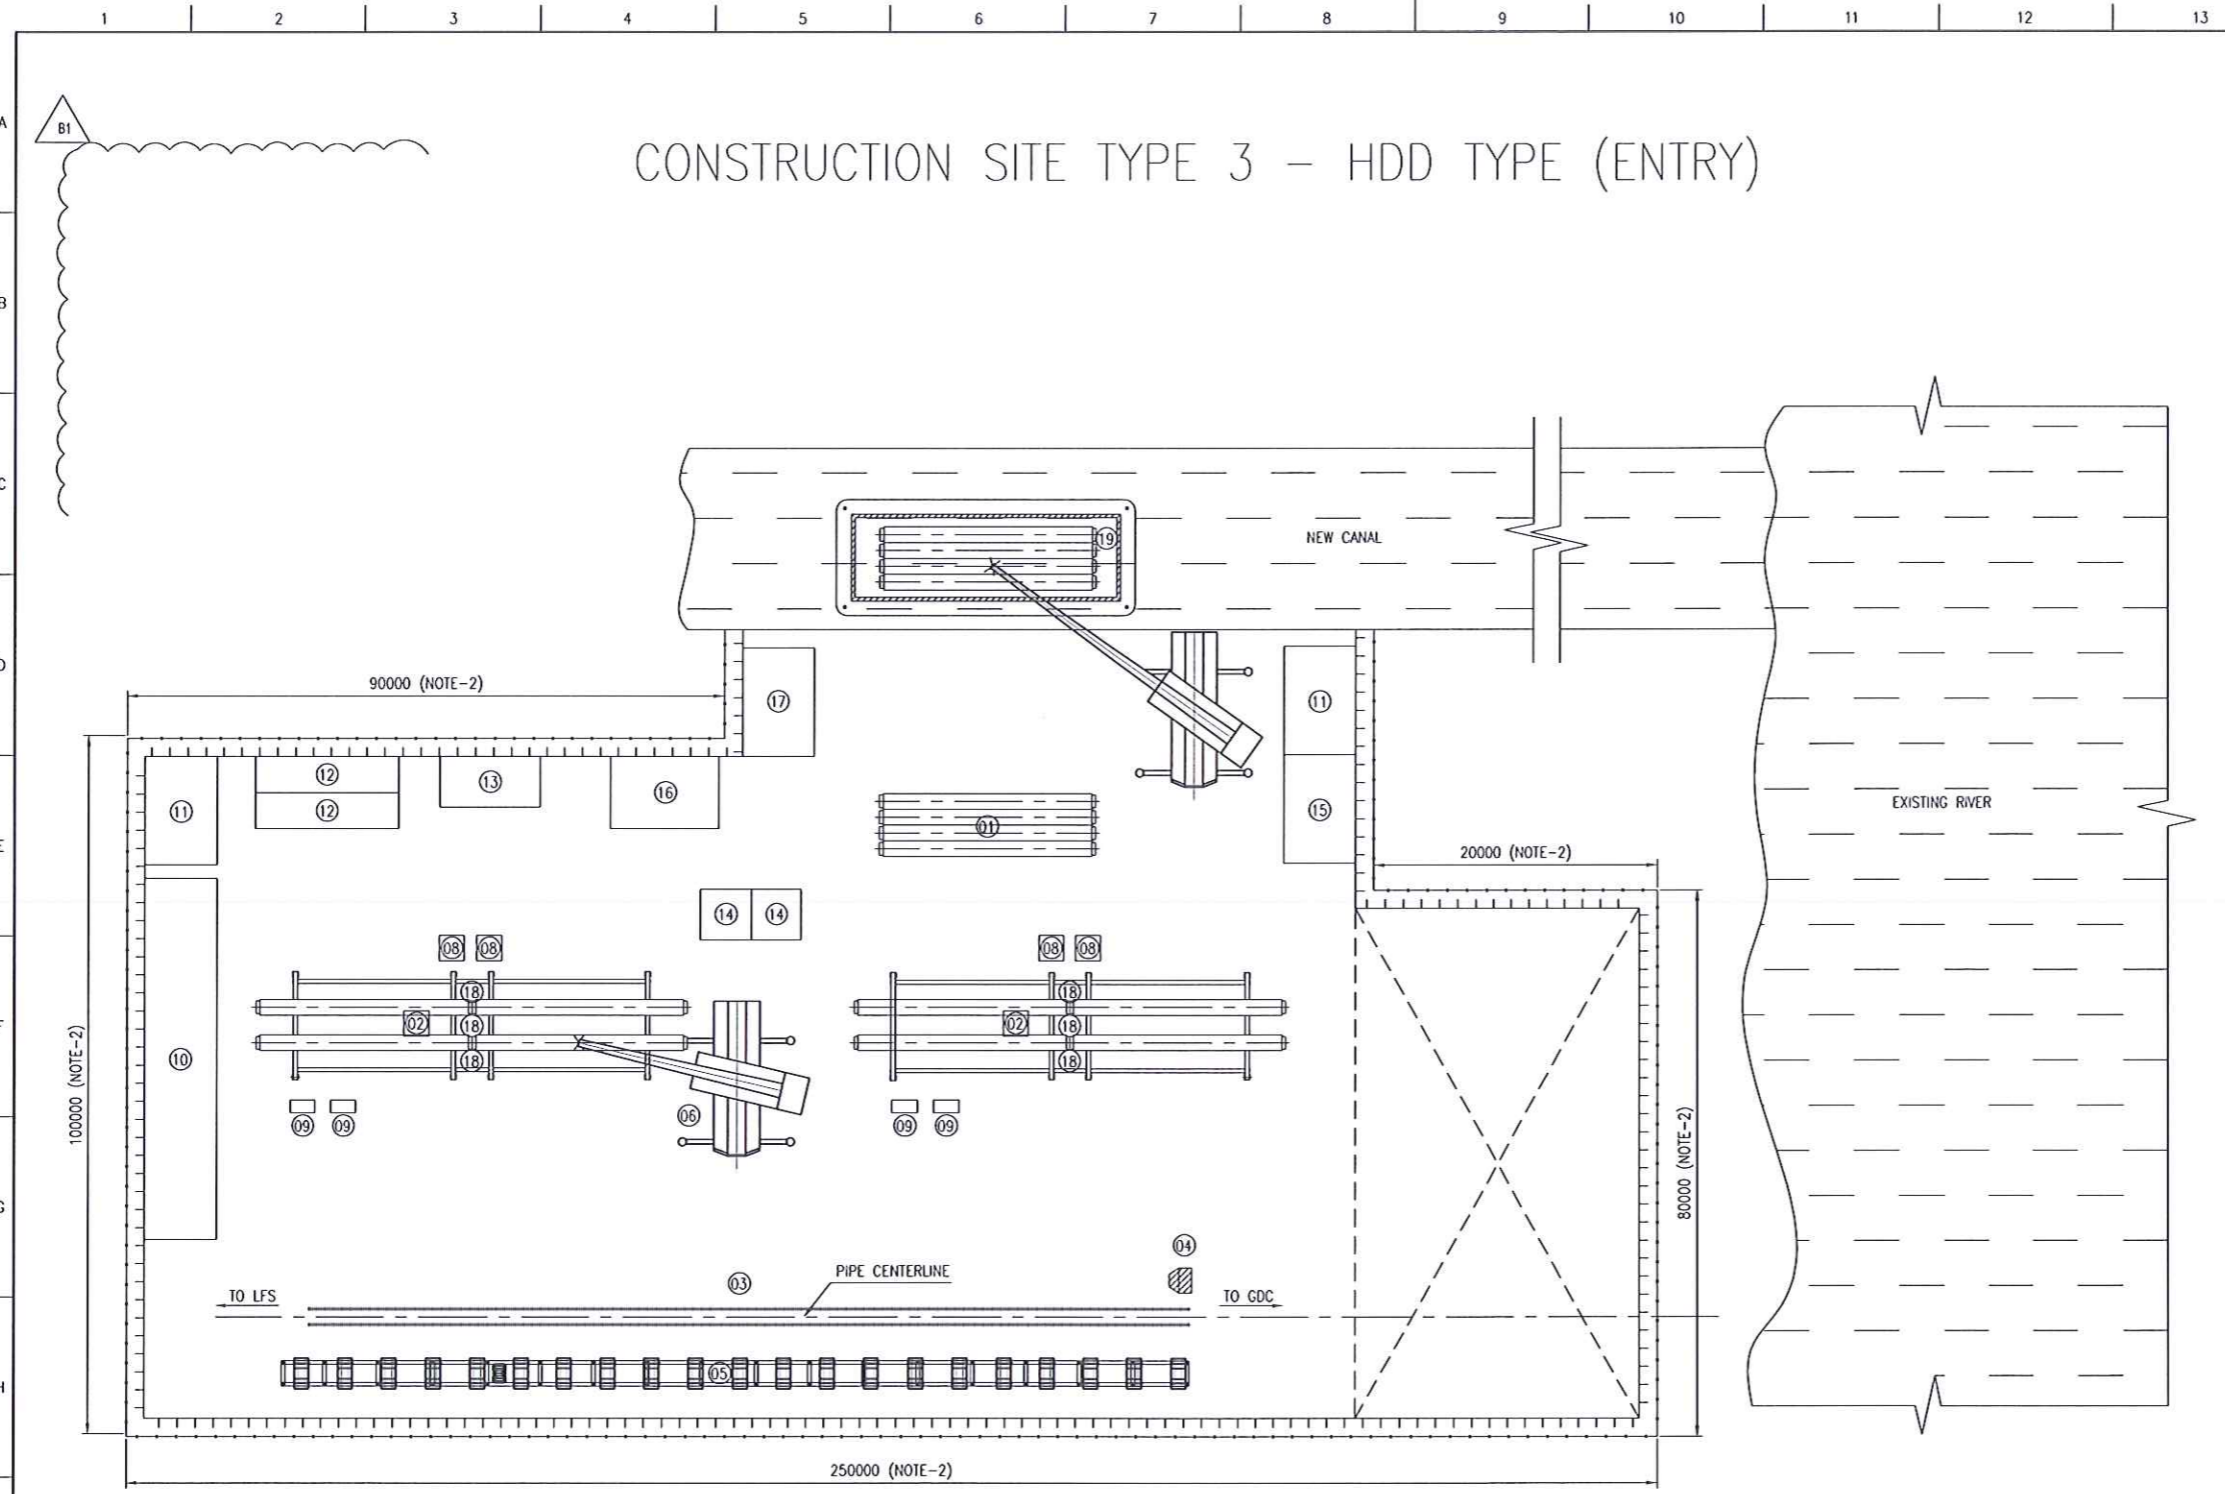 1 2 3 4 5 6 7 8 9 10 11 12 13
A
B1
CONSTRUCTION SITE TYPE 3 - HDD TYPE (ENTRY)
B
C
19
NEW CANAL
D
90000 (NOTE-2)
17
11
12
13
16
11
12
01
15
EXISTING RIVER
E
20000 (NOTE-2)
14 14
08 08
08 08
18
18
F
02
18
02
18
18
18
10
100000 (NOTE-2)
06
09 09
09 09
80000 (NOTE-2)
G
04
03
PIPE CENTERLINE
TO LFS
TO GDC
05
H
250000 (NOTE-2)